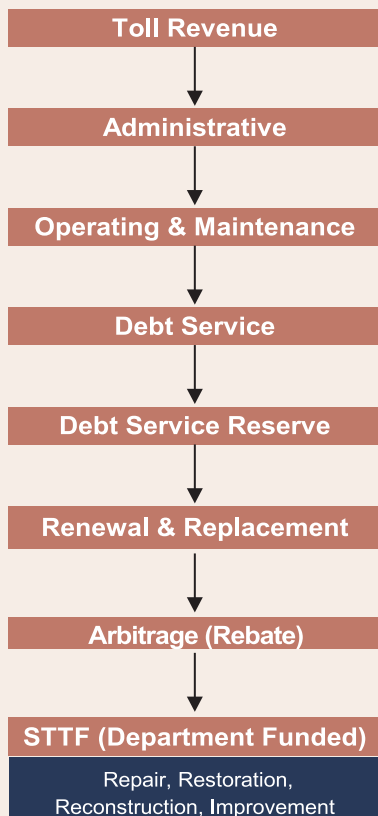 Toll Revenue
Administrative
Operating & Maintenance
Debt Service
Debt Service Reserve
Renewal & Replacement
Arbitrage (Rebate)
STTF (Department Funded)
Repair, Restoration,
Reconstruction, Improvement